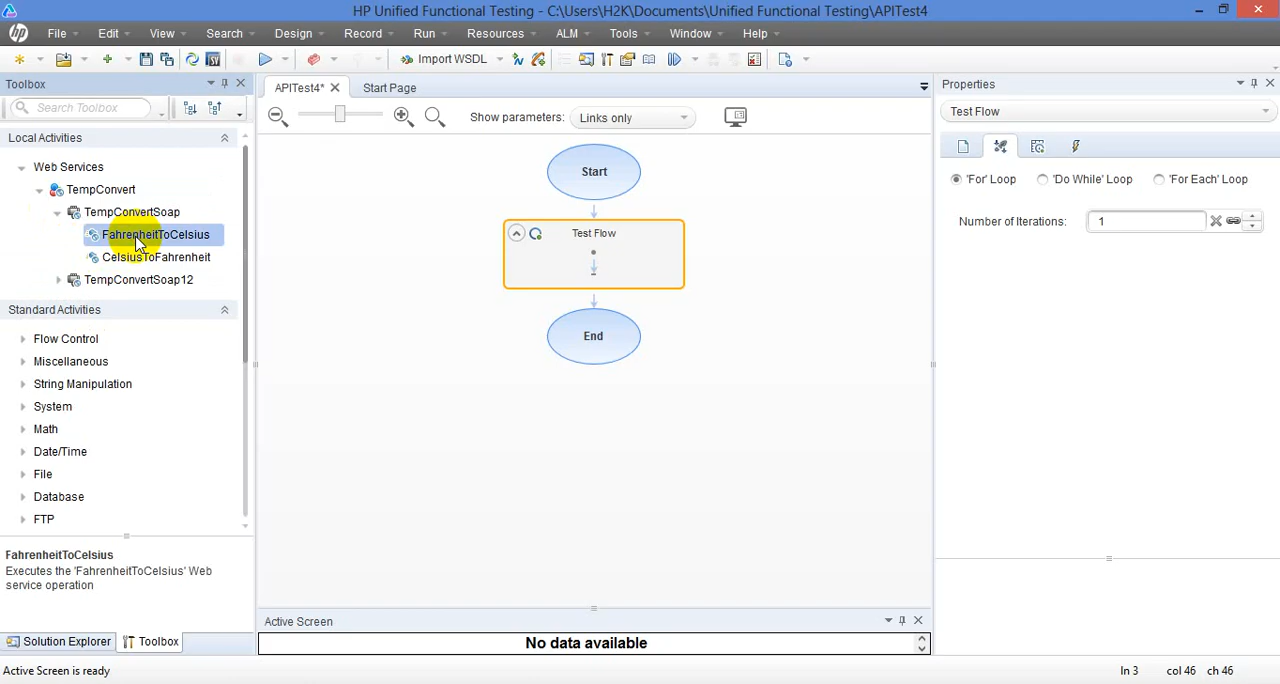 HP Unified Functional Testing - C:\Users\H2K\Documents\Unified Functional Testing\APITest4
hp File Edit View Search Design Record Run Resources ALM Tools Window Help
Import WSDL
Toolbox
Search Toolbox
Local Activities
Web Services
TempConvert
TempConvertSoap
FahrenheitToCelsius
CelsiusToFahrenheit
TempConvertSoap12
Standard Activities
Flow Control
Miscellaneous
String Manipulation
System
Math
Date/Time
File
Database
FTP
FahrenheitToCelsius
Executes the 'FahrenheitToCelsius' Web
service operation
Solution Explorer Toolbox
APITest4* Start Page
Show parameters: Links only
Start
Test Flow
End
Active Screen
No data available
Properties
Test Flow
'For' Loop 'Do While' Loop 'For Each' Loop
Number of Iterations: 1
Active Screen is ready ln 3 col 46 ch 46